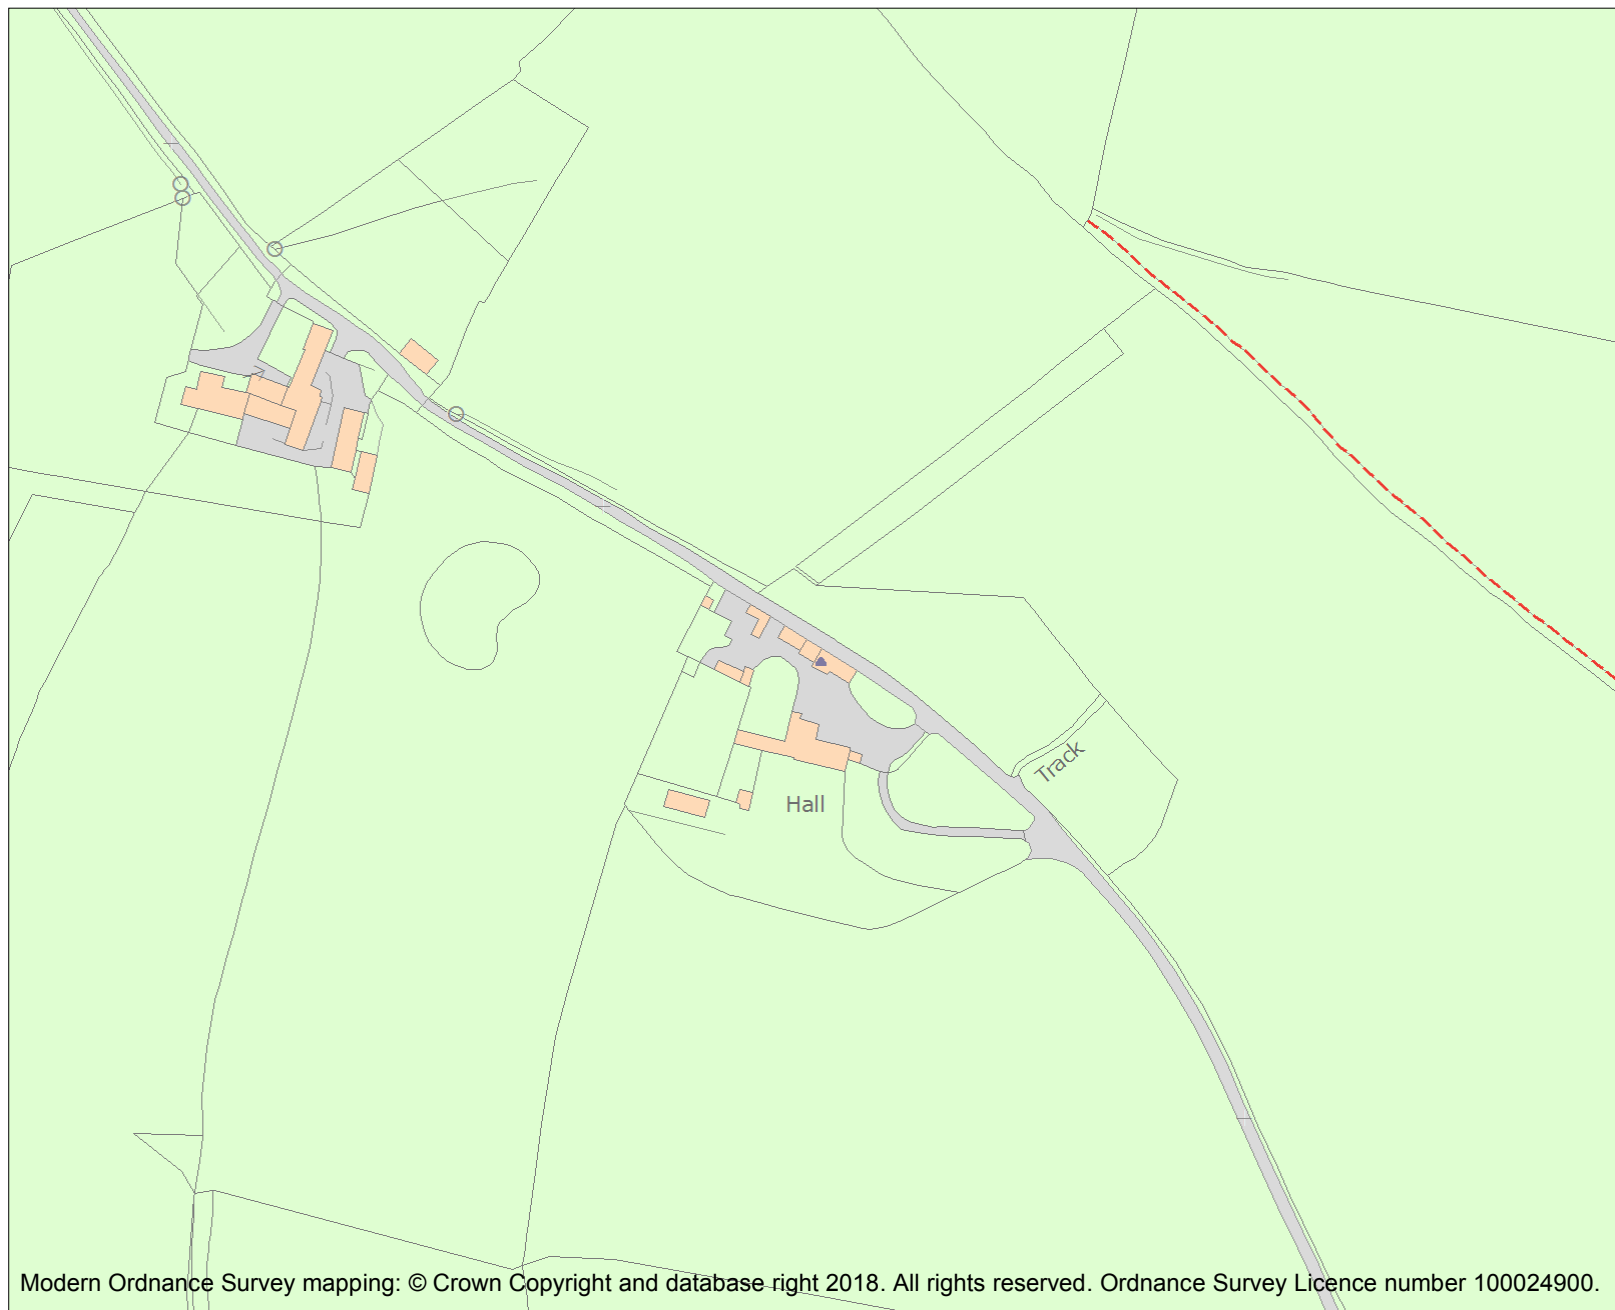 Track
Hall
Modern Ordnance Survey mapping: © Crown Copyright and database right 2018. All rights reserved. Ordnance Survey Licence number 100024900.